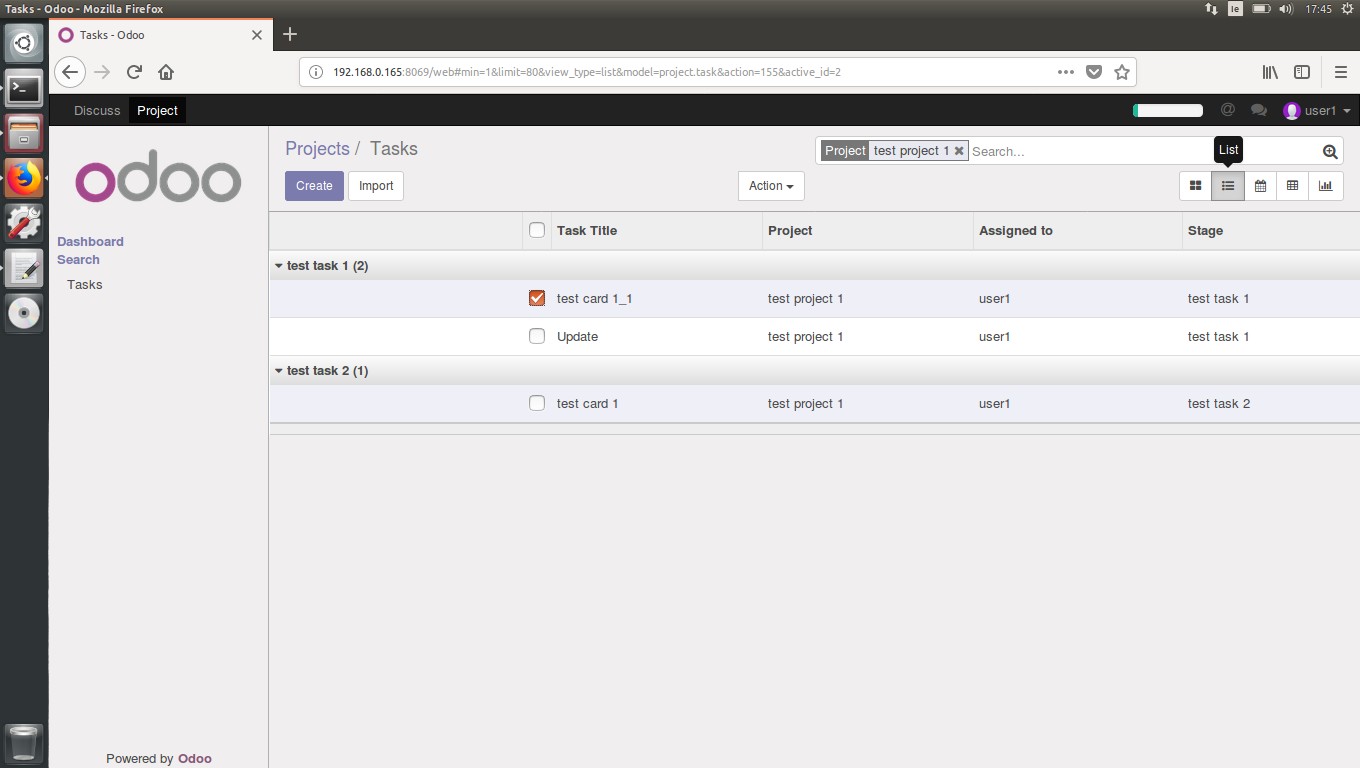 Tasks - Odoo - Mozilla Firefox
Ie
17:45
Tasks - Odoo
192.168.0.165:8069/web#min=1&limit=80&view_type=list&model=project.task&action=155&active_id=2
Discuss Project
@ user1
odoo
Dashboard
Search
Tasks
Projects / Tasks
Project test project 1 Search...
List
Create Import
Action
Task Title Project Assigned to Stage
test task 1 (2)
test card 1_1 test project 1 user1 test task 1
Update test project 1 user1 test task 1
test task 2 (1)
test card 1 test project 1 user1 test task 2
Powered by Odoo